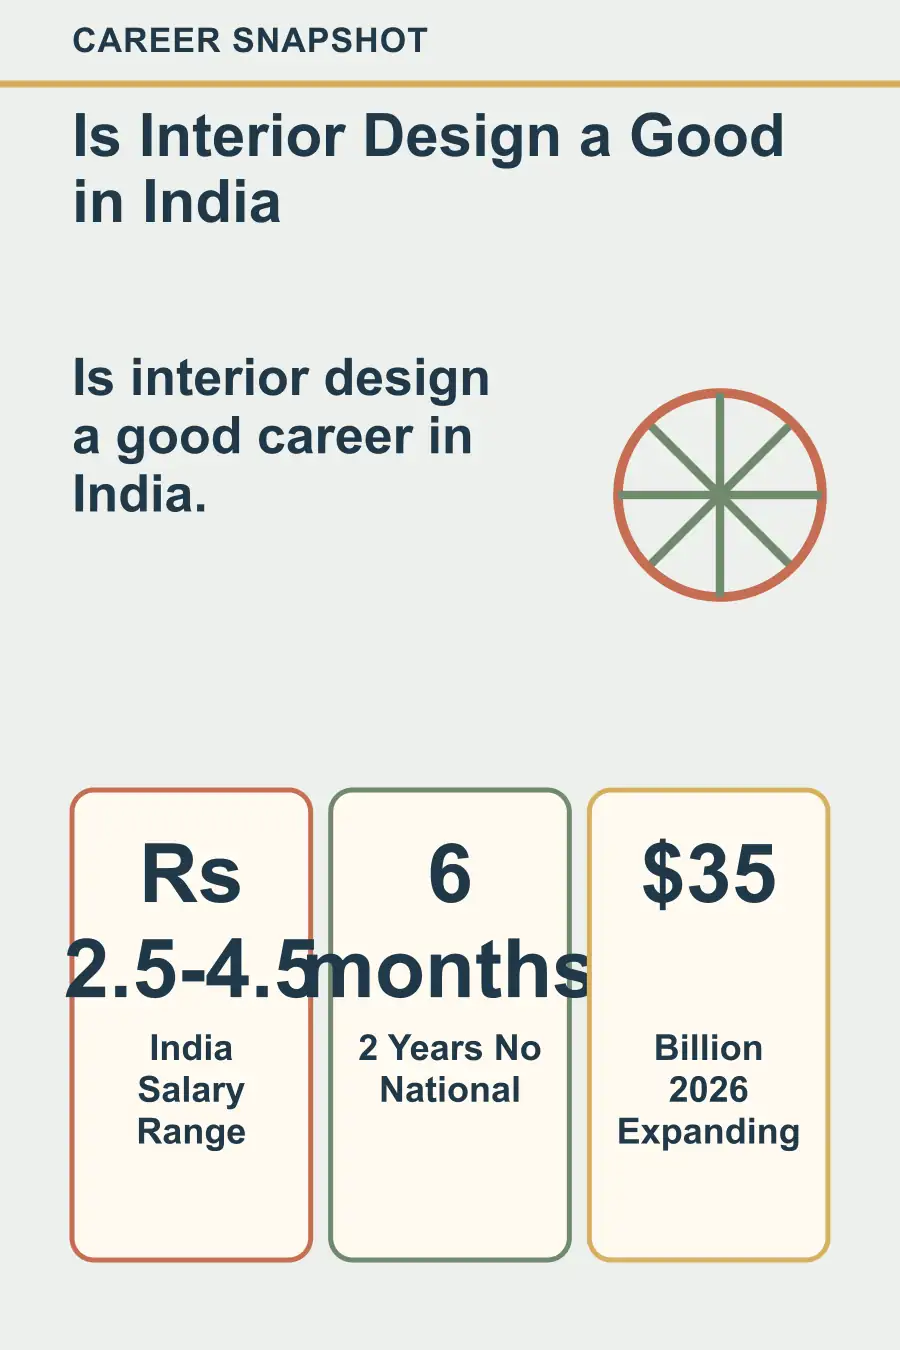 CAREER SNAPSHOT
Is Interior Design a Good
in India
Is interior design
a good career in
India.
Rs
2.5-4.5
India
Salary
Range
6
months
2 Years No
National
$35
Billion
2026
Expanding